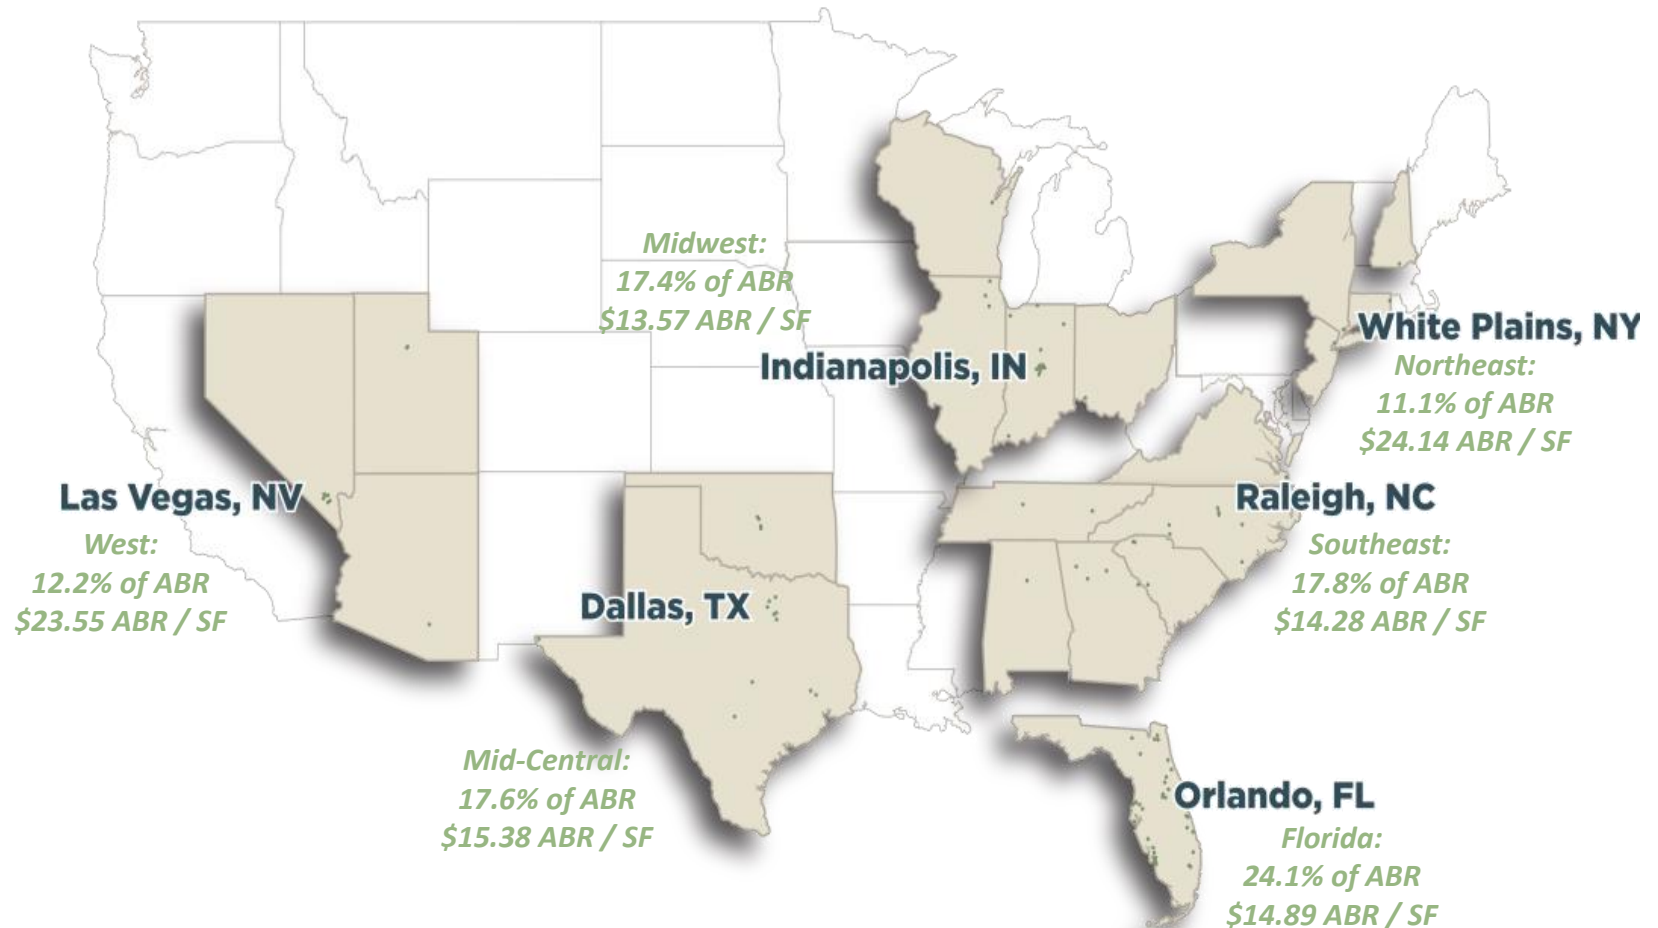 Midwest:
17.4% of ABR
$13.57 ABR / SF
Indianapolis, IN
White Plains, NY
Northeast:
11.1% of ABR
$24.14 ABR / SF
Las Vegas, NV
West:
12.2% of ABR
$23.55 ABR / SF
Raleigh, NC
Southeast:
17.8% of ABR
$14.28 ABR / SF
Dallas, TX
Mid-Central:
17.6% of ABR
$15.38 ABR / SF
Orlando, FL
Florida:
24.1% of ABR
$14.89 ABR / SF